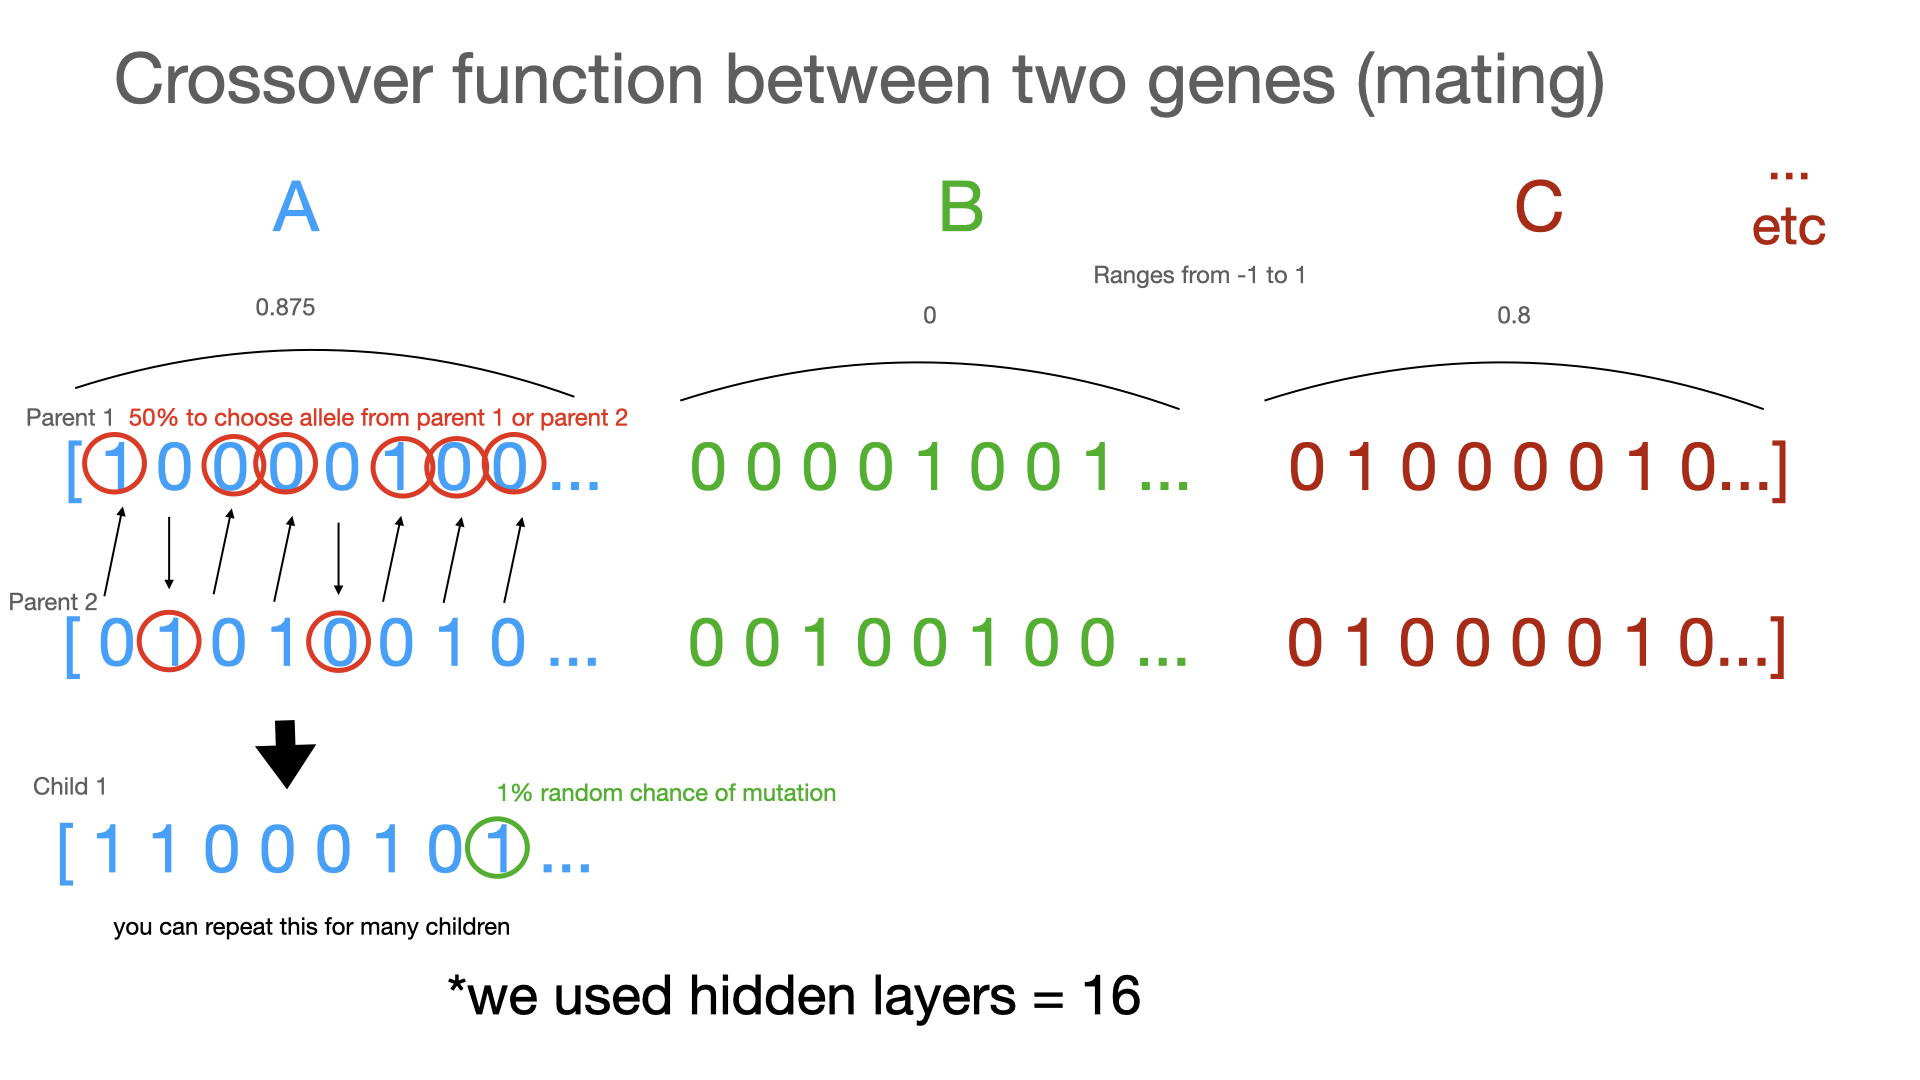 Crossover function between two genes (mating)
A B C ...
etc
Ranges from -1 to 1
0.875 0 0.8
Parent 1 50% to choose allele from parent 1 or parent 2
[ 1 0 0 0 0 1 0 0 ... 0 0 0 0 1 0 0 1 ... 0 1 0 0 0 0 1 0...]
Parent 2
[ 0 1 0 1 0 0 1 0 ... 0 0 1 0 0 1 0 0 ... 0 1 0 0 0 0 1 0...]
Child 1
1% random chance of mutation
[ 1 1 0 0 0 1 0 1 ...
you can repeat this for many children
*we used hidden layers = 16